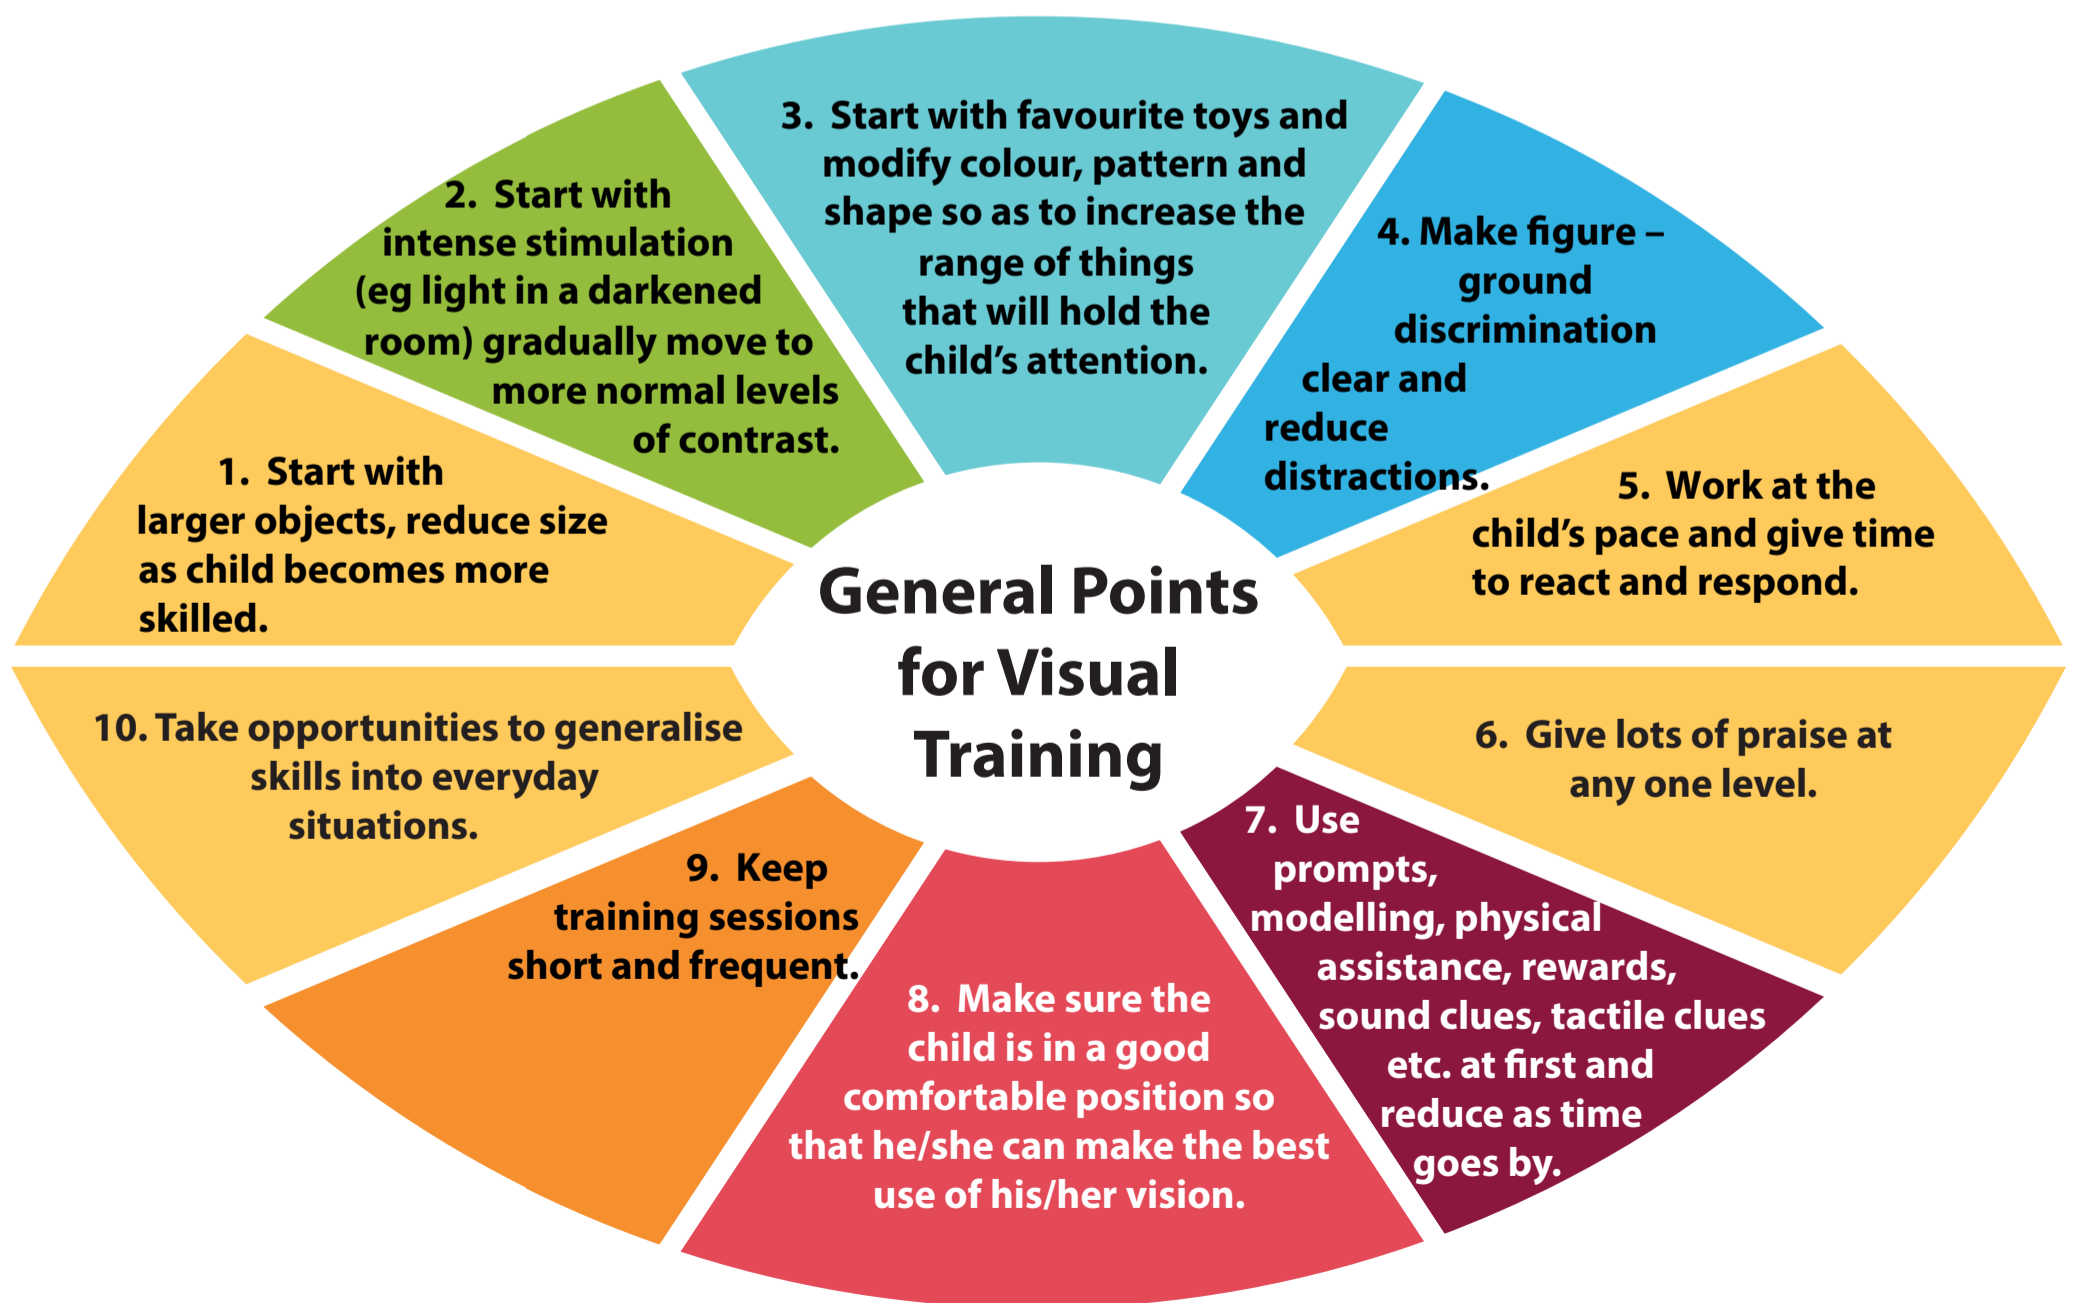 General Points
for Visual
Training
1. Start with
larger objects, reduce size
as child becomes more
skilled.
2. Start with
intense stimulation
(eg light in a darkened
room) gradually move to
more normal levels
of contrast.
3. Start with favourite toys and
modify colour, pattern and
shape so as to increase the
range of things
that will hold the
child’s attention.
4. Make figure –
ground
discrimination
clear and
reduce
distractions.
5. Work at the
child’s pace and give time
to react and respond.
6. Give lots of praise at
any one level.
7. Use
prompts,
modelling, physical
assistance, rewards,
sound clues, tactile clues
etc. at first and
reduce as time
goes by.
8. Make sure the
child is in a good
comfortable position so
that he/she can make the best
use of his/her vision.
9. Keep
training sessions
short and frequent.
10. Take opportunities to generalise
skills into everyday
situations.